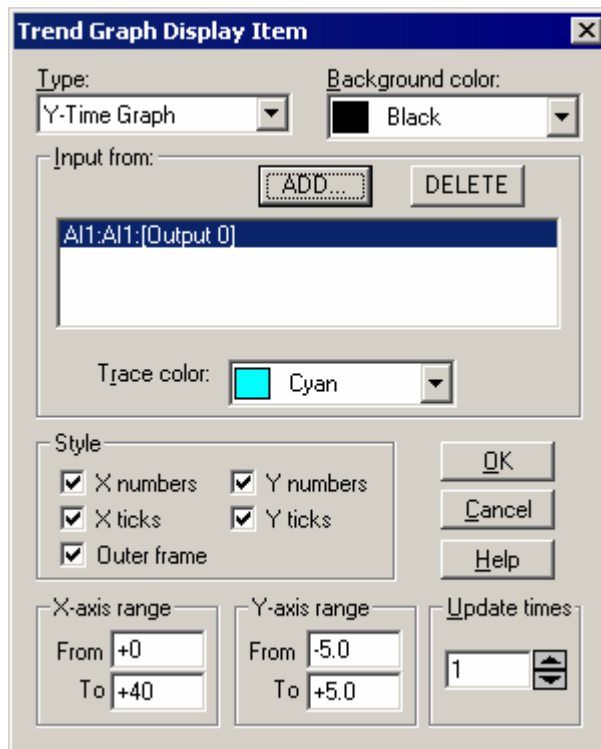 Trend Graph Display Item
Type:
Background color:
Y-Time Graph
Black
Input from:
ADD...
DELETE
AI1:AI1:[Output 0]
Trace color:
Cyan
Style
X numbers
Y numbers
X ticks
Y ticks
Outer frame
OK
Cancel
Help
X-axis range
From +0
To +40
Y-axis range
From -5.0
To +5.0
Update times
1